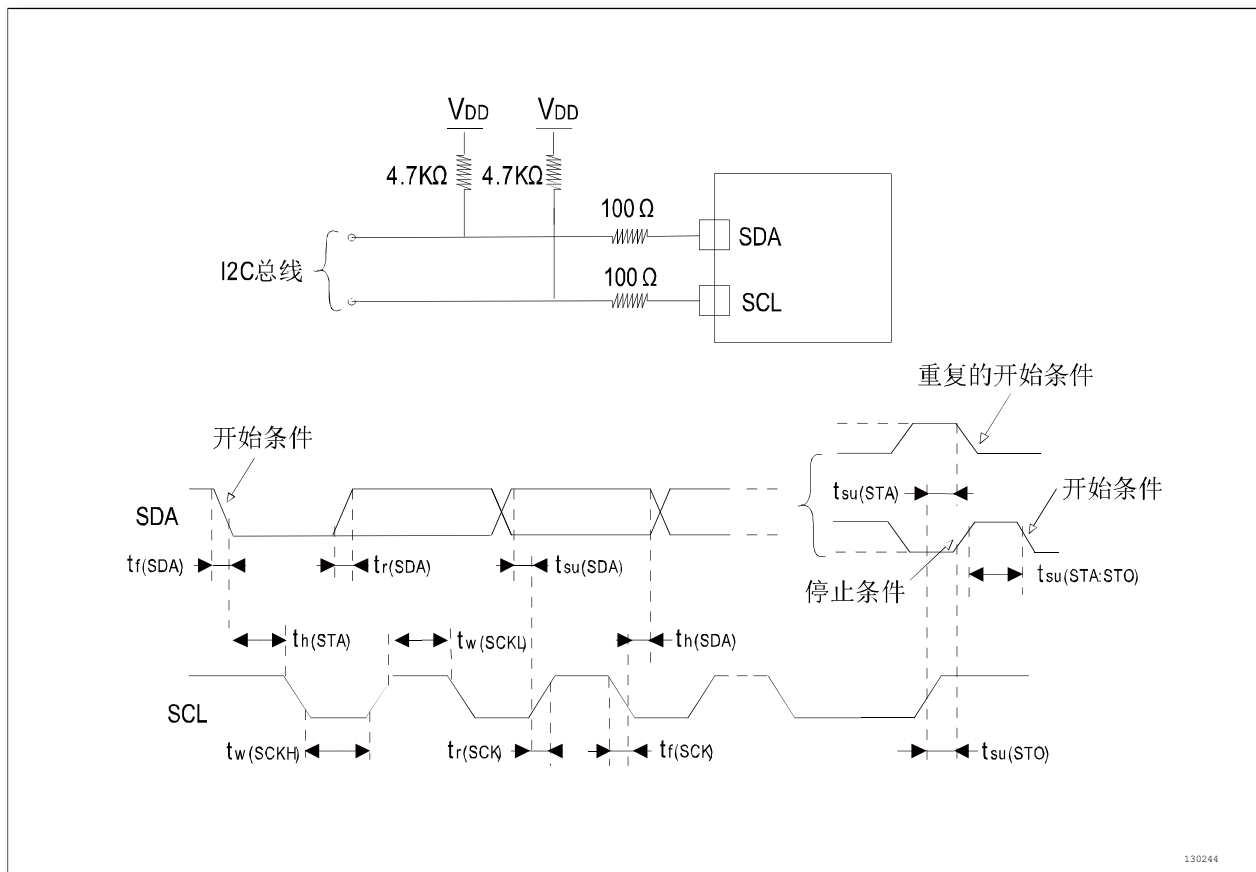 VDD VDD
4.7KΩ 4.7KΩ
100 Ω
SDA
I2C总线
100 Ω
SCL
重复的开始条件
开始条件
tsu(STA)
开始条件
SDA
tf(SDA) tr(SDA) tsu(SDA)
停止条件
tsu(STA:STO)
th(STA) tw(SCKL) th(SDA)
SCL
tw(SCKH) tr(SCK) tf(SCK) tsu(STO)
130244